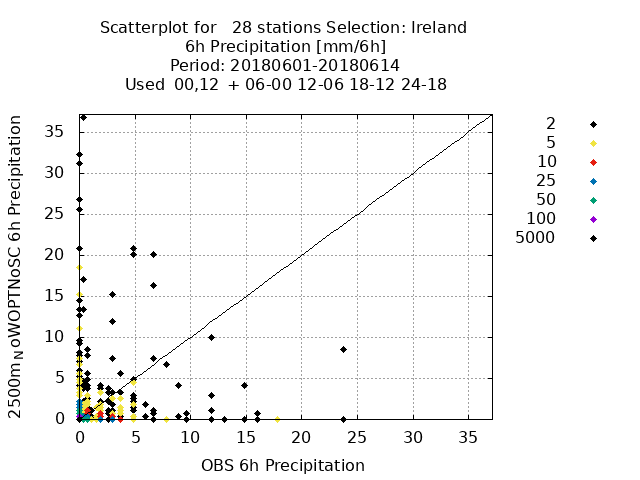 Scatterplot for   28 stations Selection: Ireland
6h Precipitation [mm/6h]
Period: 20180601-20180614
Used  00,12  + 06-00 12-06 18-12 24-18
2500m_NoWOPTNoSC 6h Precipitation
35
30
25
20
15
10
5
0
0 5 10 15 20 25 30 35
OBS 6h Precipitation
2
5
10
25
50
100
5000